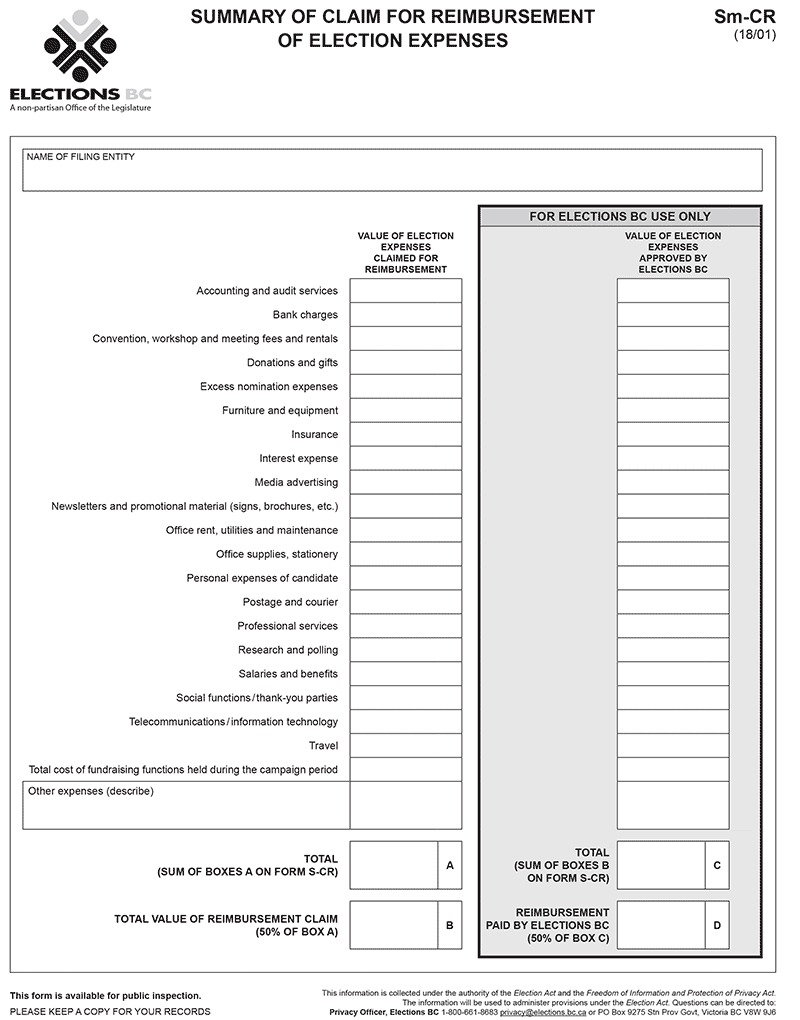 SUMMARY OF CLAIM FOR REIMBURSEMENT
OF ELECTION EXPENSES
Sm-CR
(18/01)
ELECTIONS BC
A non-partisan Office of the Legislature
NAME OF FILING ENTITY
FOR ELECTIONS BC USE ONLY
VALUE OF ELECTION
EXPENSES
CLAIMED FOR
REIMBURSEMENT
VALUE OF ELECTION
EXPENSES
APPROVED BY
ELECTIONS BC
Accounting and audit services
Bank charges
Convention, workshop and meeting fees and rentals
Donations and gifts
Excess nomination expenses
Furniture and equipment
Insurance
Interest expense
Media advertising
Newsletters and promotional material (signs, brochures, etc.)
Office rent, utilities and maintenance
Office supplies, stationery
Personal expenses of candidate
Postage and courier
Professional services
Research and polling
Salaries and benefits
Social functions/thank-you parties
Telecommunications/information technology
Travel
Total cost of fundraising functions held during the campaign period
Other expenses (describe)
TOTAL
(SUM OF BOXES A ON FORM S-CR)
A
TOTAL
(SUM OF BOXES B
ON FORM S-CR)
C
TOTAL VALUE OF REIMBURSEMENT CLAIM
(50% OF BOX A)
B
REIMBURSEMENT
PAID BY ELECTIONS BC
(50% OF BOX C)
D
This form is available for public inspection.
PLEASE KEEP A COPY FOR YOUR RECORDS
This information is collected under the authority of the Election Act and the Freedom of Information and Protection of Privacy Act.
The information will be used to administer provisions under the Election Act. Questions can be directed to:
Privacy Officer, Elections BC 1-800-661-8683 privacy@elections.bc.ca or PO Box 9275 Stn Prov Govt, Victoria BC V8W 9J6